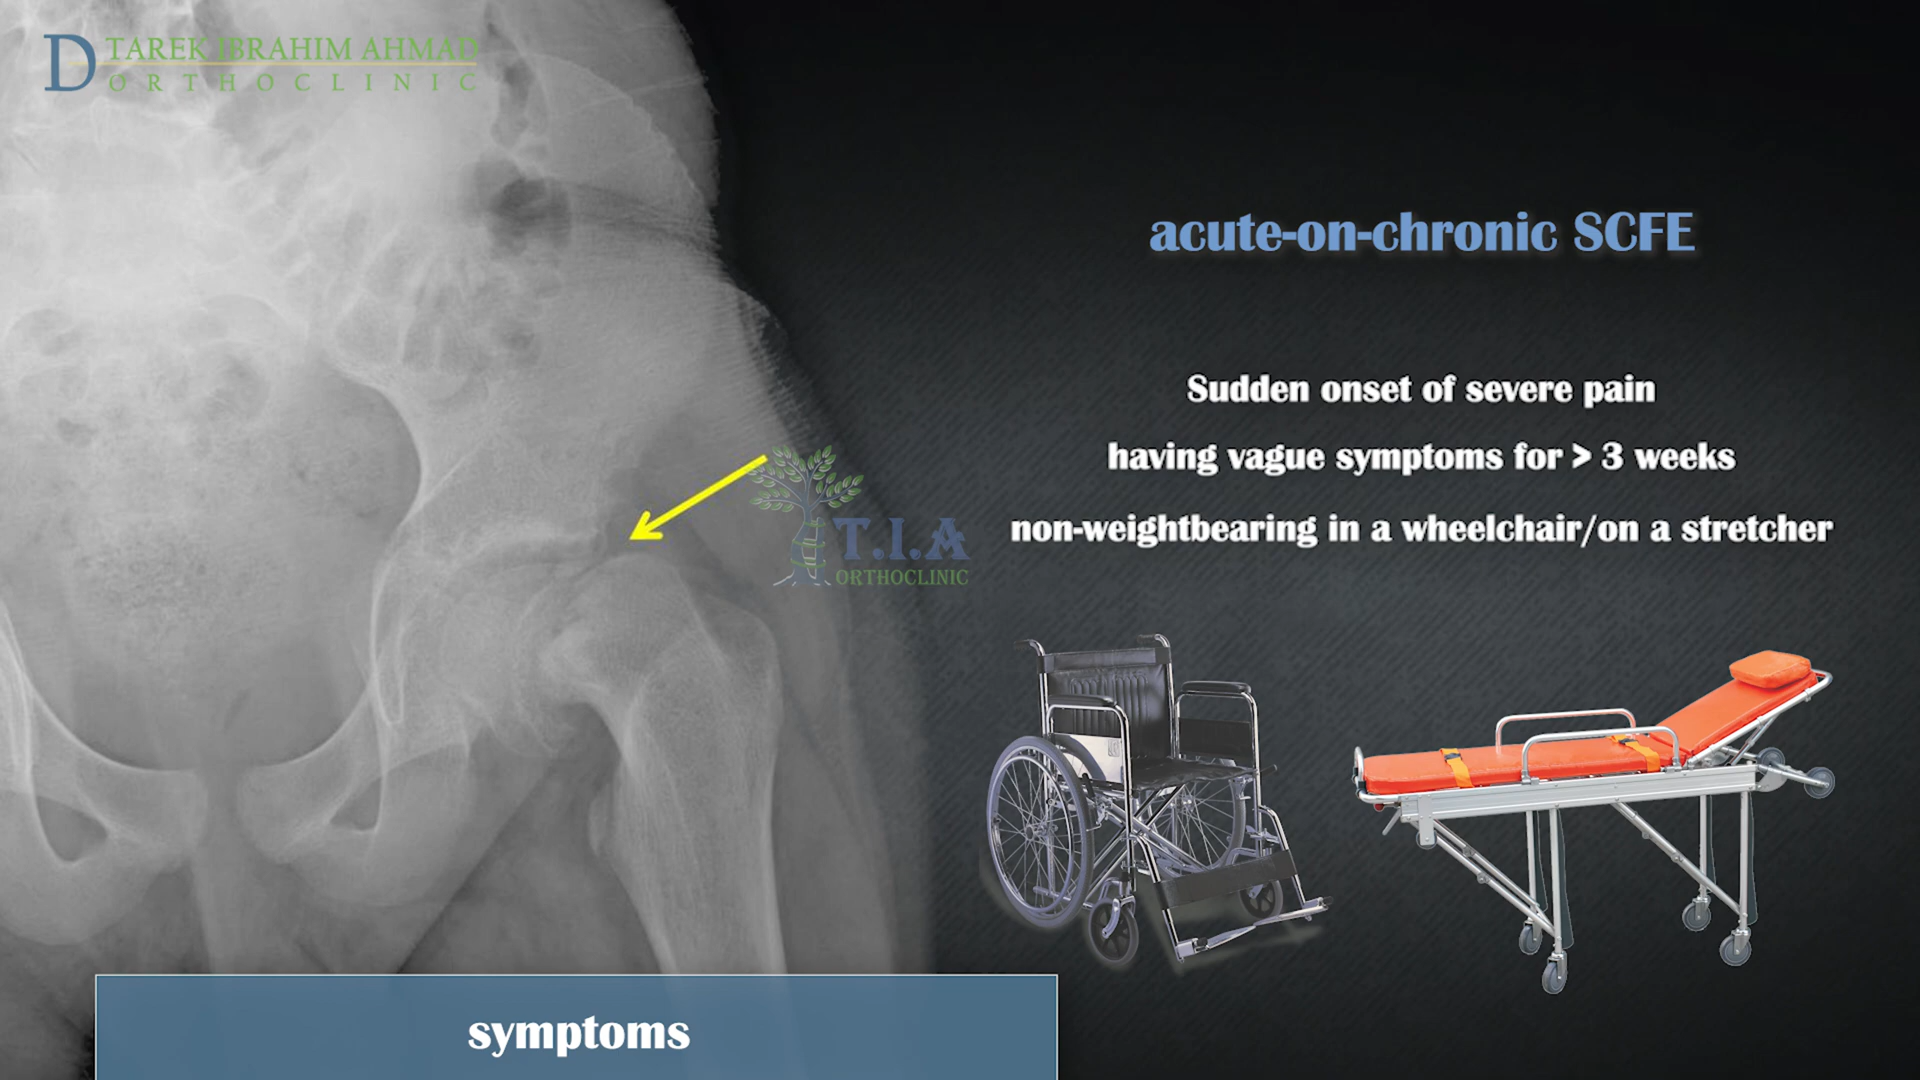 D TAREK IBRAHIM AHMAD
ORTHOCLINIC
acute-on-chronic SCFE
Sudden onset of severe pain
having vague symptoms for > 3 weeks
non-weightbearing in a wheelchair/on a stretcher
T.I.A
ORTHOCLINIC
symptoms